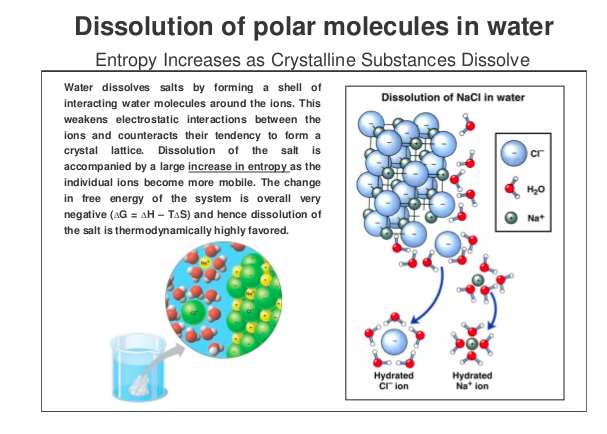 Dissolution of polar molecules in water
Entropy Increases as Crystalline Substances Dissolve
Water dissolves salts by forming a shell of
interacting water molecules around the ions. This
weakens electrostatic interactions between the
ions and counteracts their tendency to form a
crystal lattice. Dissolution of the salt is
accompanied by a large increase in entropy as the
individual ions become more mobile. The change
in free energy of the system is overall very
negative (∆G = ∆H – T∆S) and hence dissolution of
the salt is thermodynamically highly favored.
Na⁺
Na⁺
Cl⁻
Cl⁻
Dissolution of NaCl in water
Cl⁻
H₂O
Na⁺
Hydrated
Cl⁻ ion
Hydrated
Na⁺ ion